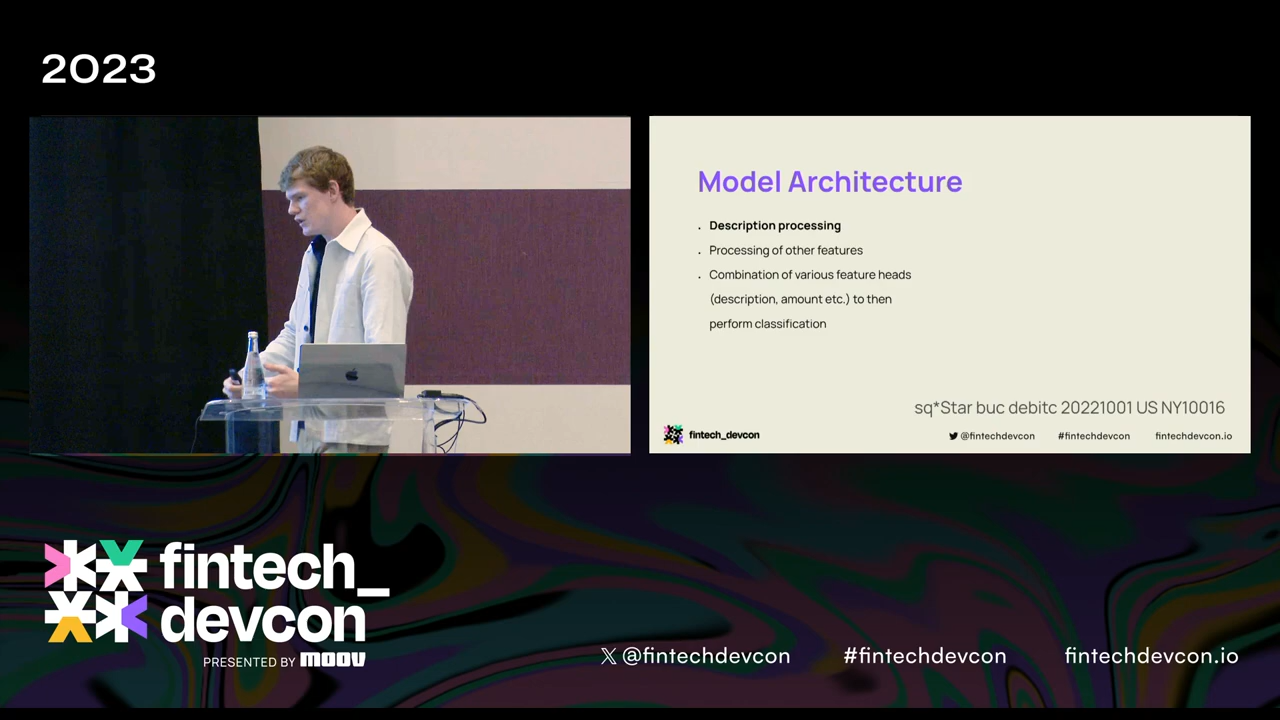 2023
Model Architecture
. Description processing
. Processing of other features
. Combination of various feature heads
(description, amount etc.) to then
perform classification
sq*Star buc debitc 20221001 US NY10016
fintech_devcon
@fintechdevcon #fintechdevcon fintechdevcon.io
fintech_
devcon
PRESENTED BY moov
𝕏 @fintechdevcon #fintechdevcon fintechdevcon.io